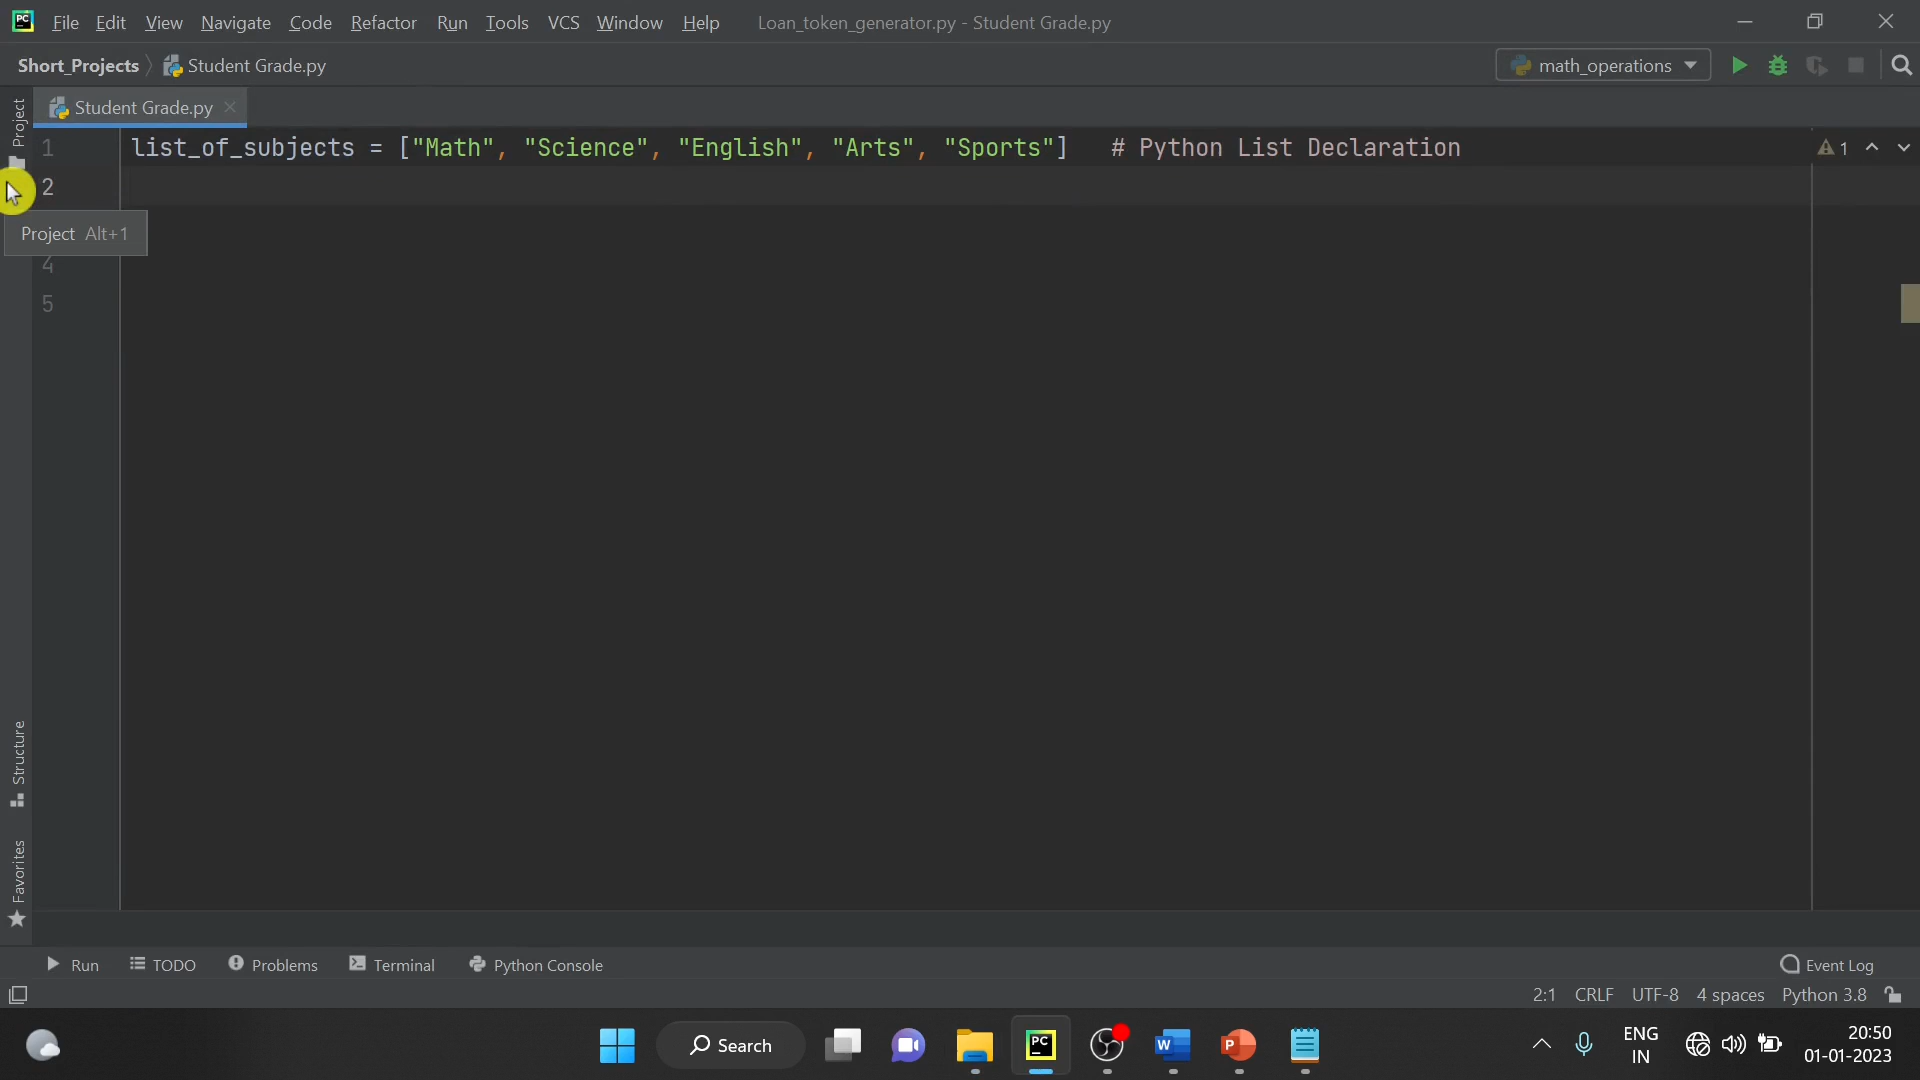 PC File Edit View Navigate Code Refactor Run Tools VCS Window Help Loan_token_generator.py - Student Grade.py
Short_Projects Student Grade.py math_operations
Project
Student Grade.py
1 list_of_subjects = ["Math", "Science", "English", "Arts", "Sports"] # Python List Declaration 1
2
Project Alt+1
4
5
Structure
Favorites
Run TODO Problems Terminal Python Console Event Log
2:1 CRLF UTF-8 4 spaces Python 3.8
Search PC W P ENG 20:50
IN 01-01-2023